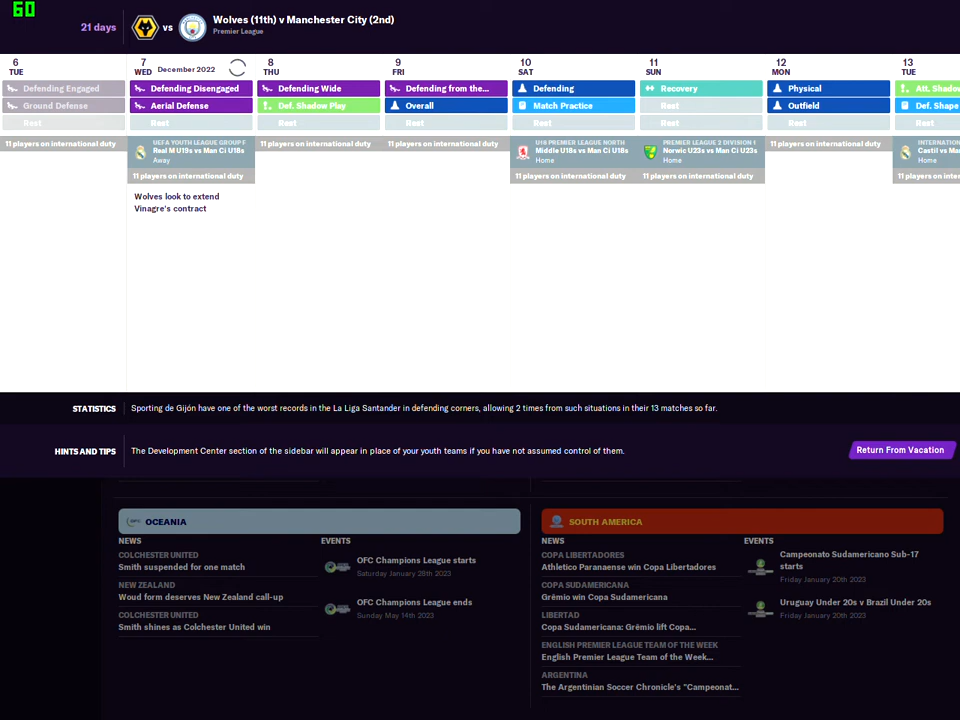 60
21 days
vs
Wolves (11th) v Manchester City (2nd)
Premier League
6
TUE
7
WED
December 2022
8
THU
9
FRI
10
SAT
11
SUN
12
MON
13
TUE
Defending Engaged
Defending Disengaged
Defending Wide
Defending from the...
Defending
Recovery
Physical
Att. Shadow
Ground Defense
Aerial Defense
Def. Shadow Play
Overall
Match Practice
Rest
Outfield
Def. Shape
Rest
Rest
Rest
Rest
Rest
Rest
Rest
Rest
11 players on international duty
UEFA YOUTH LEAGUE GROUP F
Real M U19s vs Man Ci U18s
Away
11 players on international duty
11 players on international duty
11 players on international duty
U18 PREMIER LEAGUE NORTH
Middle U18s vs Man Ci U18s
Home
11 players on international duty
PREMIER LEAGUE 2 DIVISION 1
Norwic U23s vs Man Ci U23s
Home
11 players on international duty
11 players on international duty
INTERNATION
Castil vs Man
Home
11 players on
Wolves look to extend
Vinagre's contract
STATISTICS
Sporting de Gijón have one of the worst records in the La Liga Santander in defending corners, allowing 2 times from such situations in their 13 matches so far.
HINTS AND TIPS
The Development Center section of the sidebar will appear in place of your youth teams if you have not assumed control of them.
Return From Vacation
OCEANIA
NEWS
COLCHESTER UNITED
Smith suspended for one match
NEW ZEALAND
Woud form deserves New Zealand call-up
COLCHESTER UNITED
Smith shines as Colchester United win
EVENTS
OFC Champions League starts
Saturday January 28th 2023
OFC Champions League ends
Sunday May 14th 2023
SOUTH AMERICA
NEWS
COPA LIBERTADORES
Athletico Paranaense win Copa Libertadores
COPA SUDAMERICANA
Grêmio win Copa Sudamericana
LIBERTAD
Copa Sudamericana: Grêmio lift Copa...
ENGLISH PREMIER LEAGUE TEAM OF THE WEEK
English Premier League Team of the Week...
ARGENTINA
The Argentinian Soccer Chronicle's "Campeonat...
EVENTS
Campeonato Sudamericano Sub-17
starts
Friday January 20th 2023
Uruguay Under 20s v Brazil Under 20s
Friday January 20th 2023